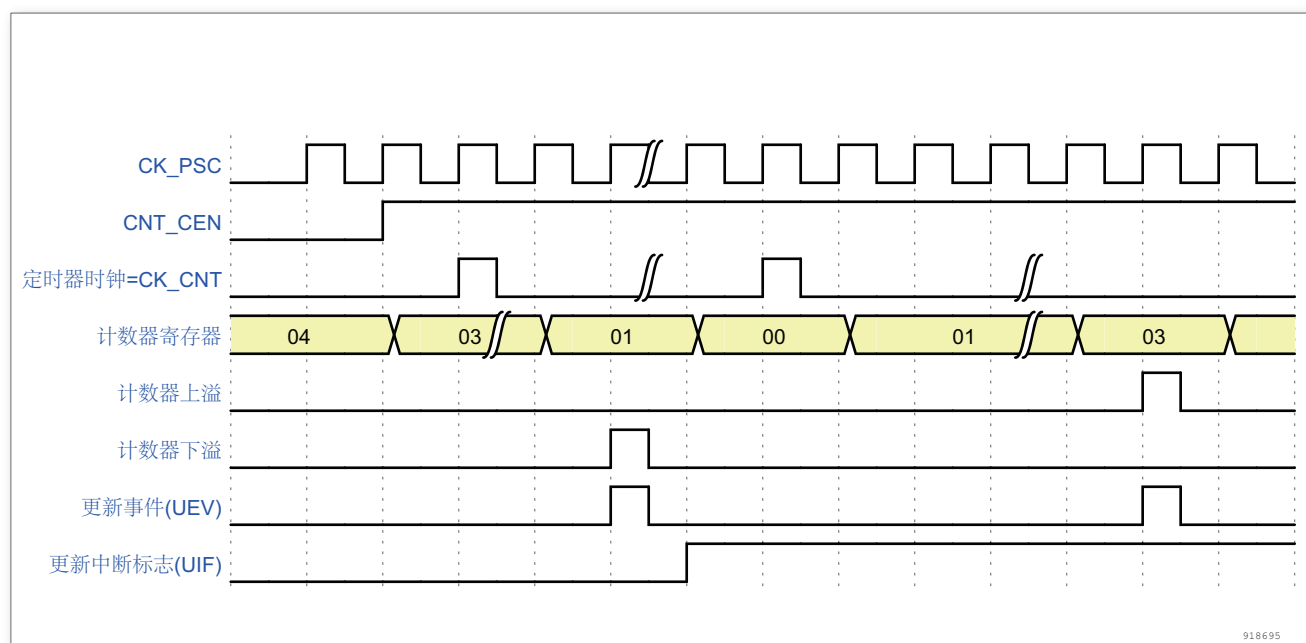 CK_PSC
CNT_CEN
定时器时钟=CK_CNT
计数器寄存器 04 03 01 00 01 03
计数器上溢
计数器下溢
更新事件(UEV)
更新中断标志(UIF)
918695